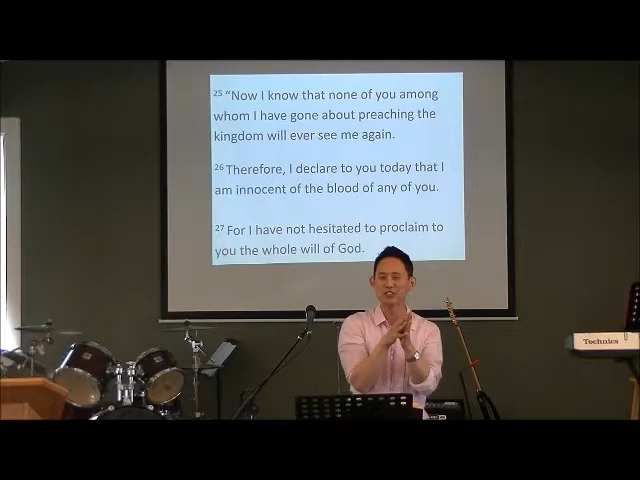 25 “Now I know that none of you among
whom I have gone about preaching the
kingdom will ever see me again.
26 Therefore, I declare to you today that I
am innocent of the blood of any of you.
27 For I have not hesitated to proclaim to
you the whole will of God.
Technics